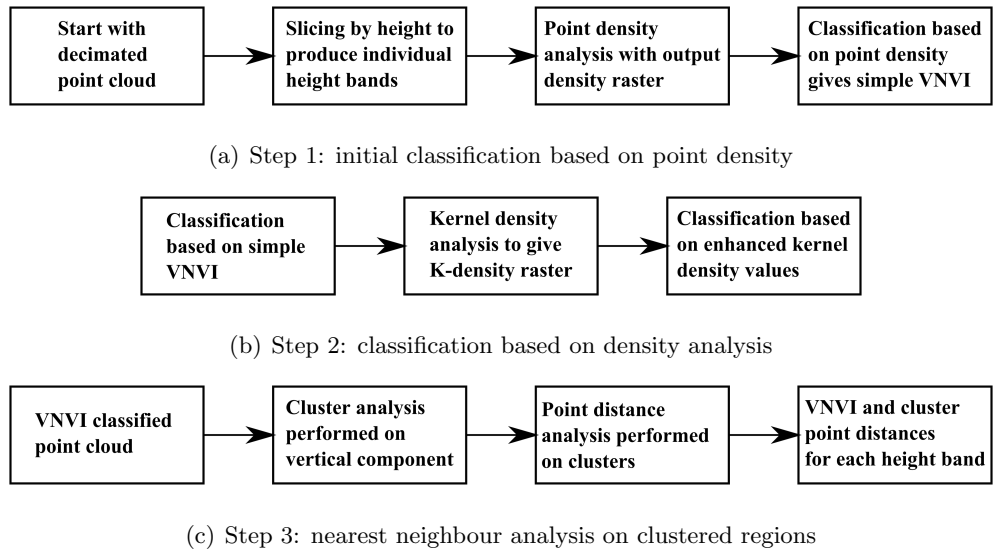 Start with
decimated
point cloud
Slicing by height to
produce individual
height bands
Point density
analysis with output
density raster
Classification based
on point density
gives simple VNVI
(a) Step 1: initial classification based on point density
Classification
based on simple
VNVI
Kernel density
analysis to give
K-density raster
Classification based
on enhanced kernel
density values
(b) Step 2: classification based on density analysis
VNVI classified
point cloud
Cluster analysis
performed on
vertical component
Point distance
analysis performed
on clusters
VNVI and cluster
point distances
for each height band
(c) Step 3: nearest neighbour analysis on clustered regions